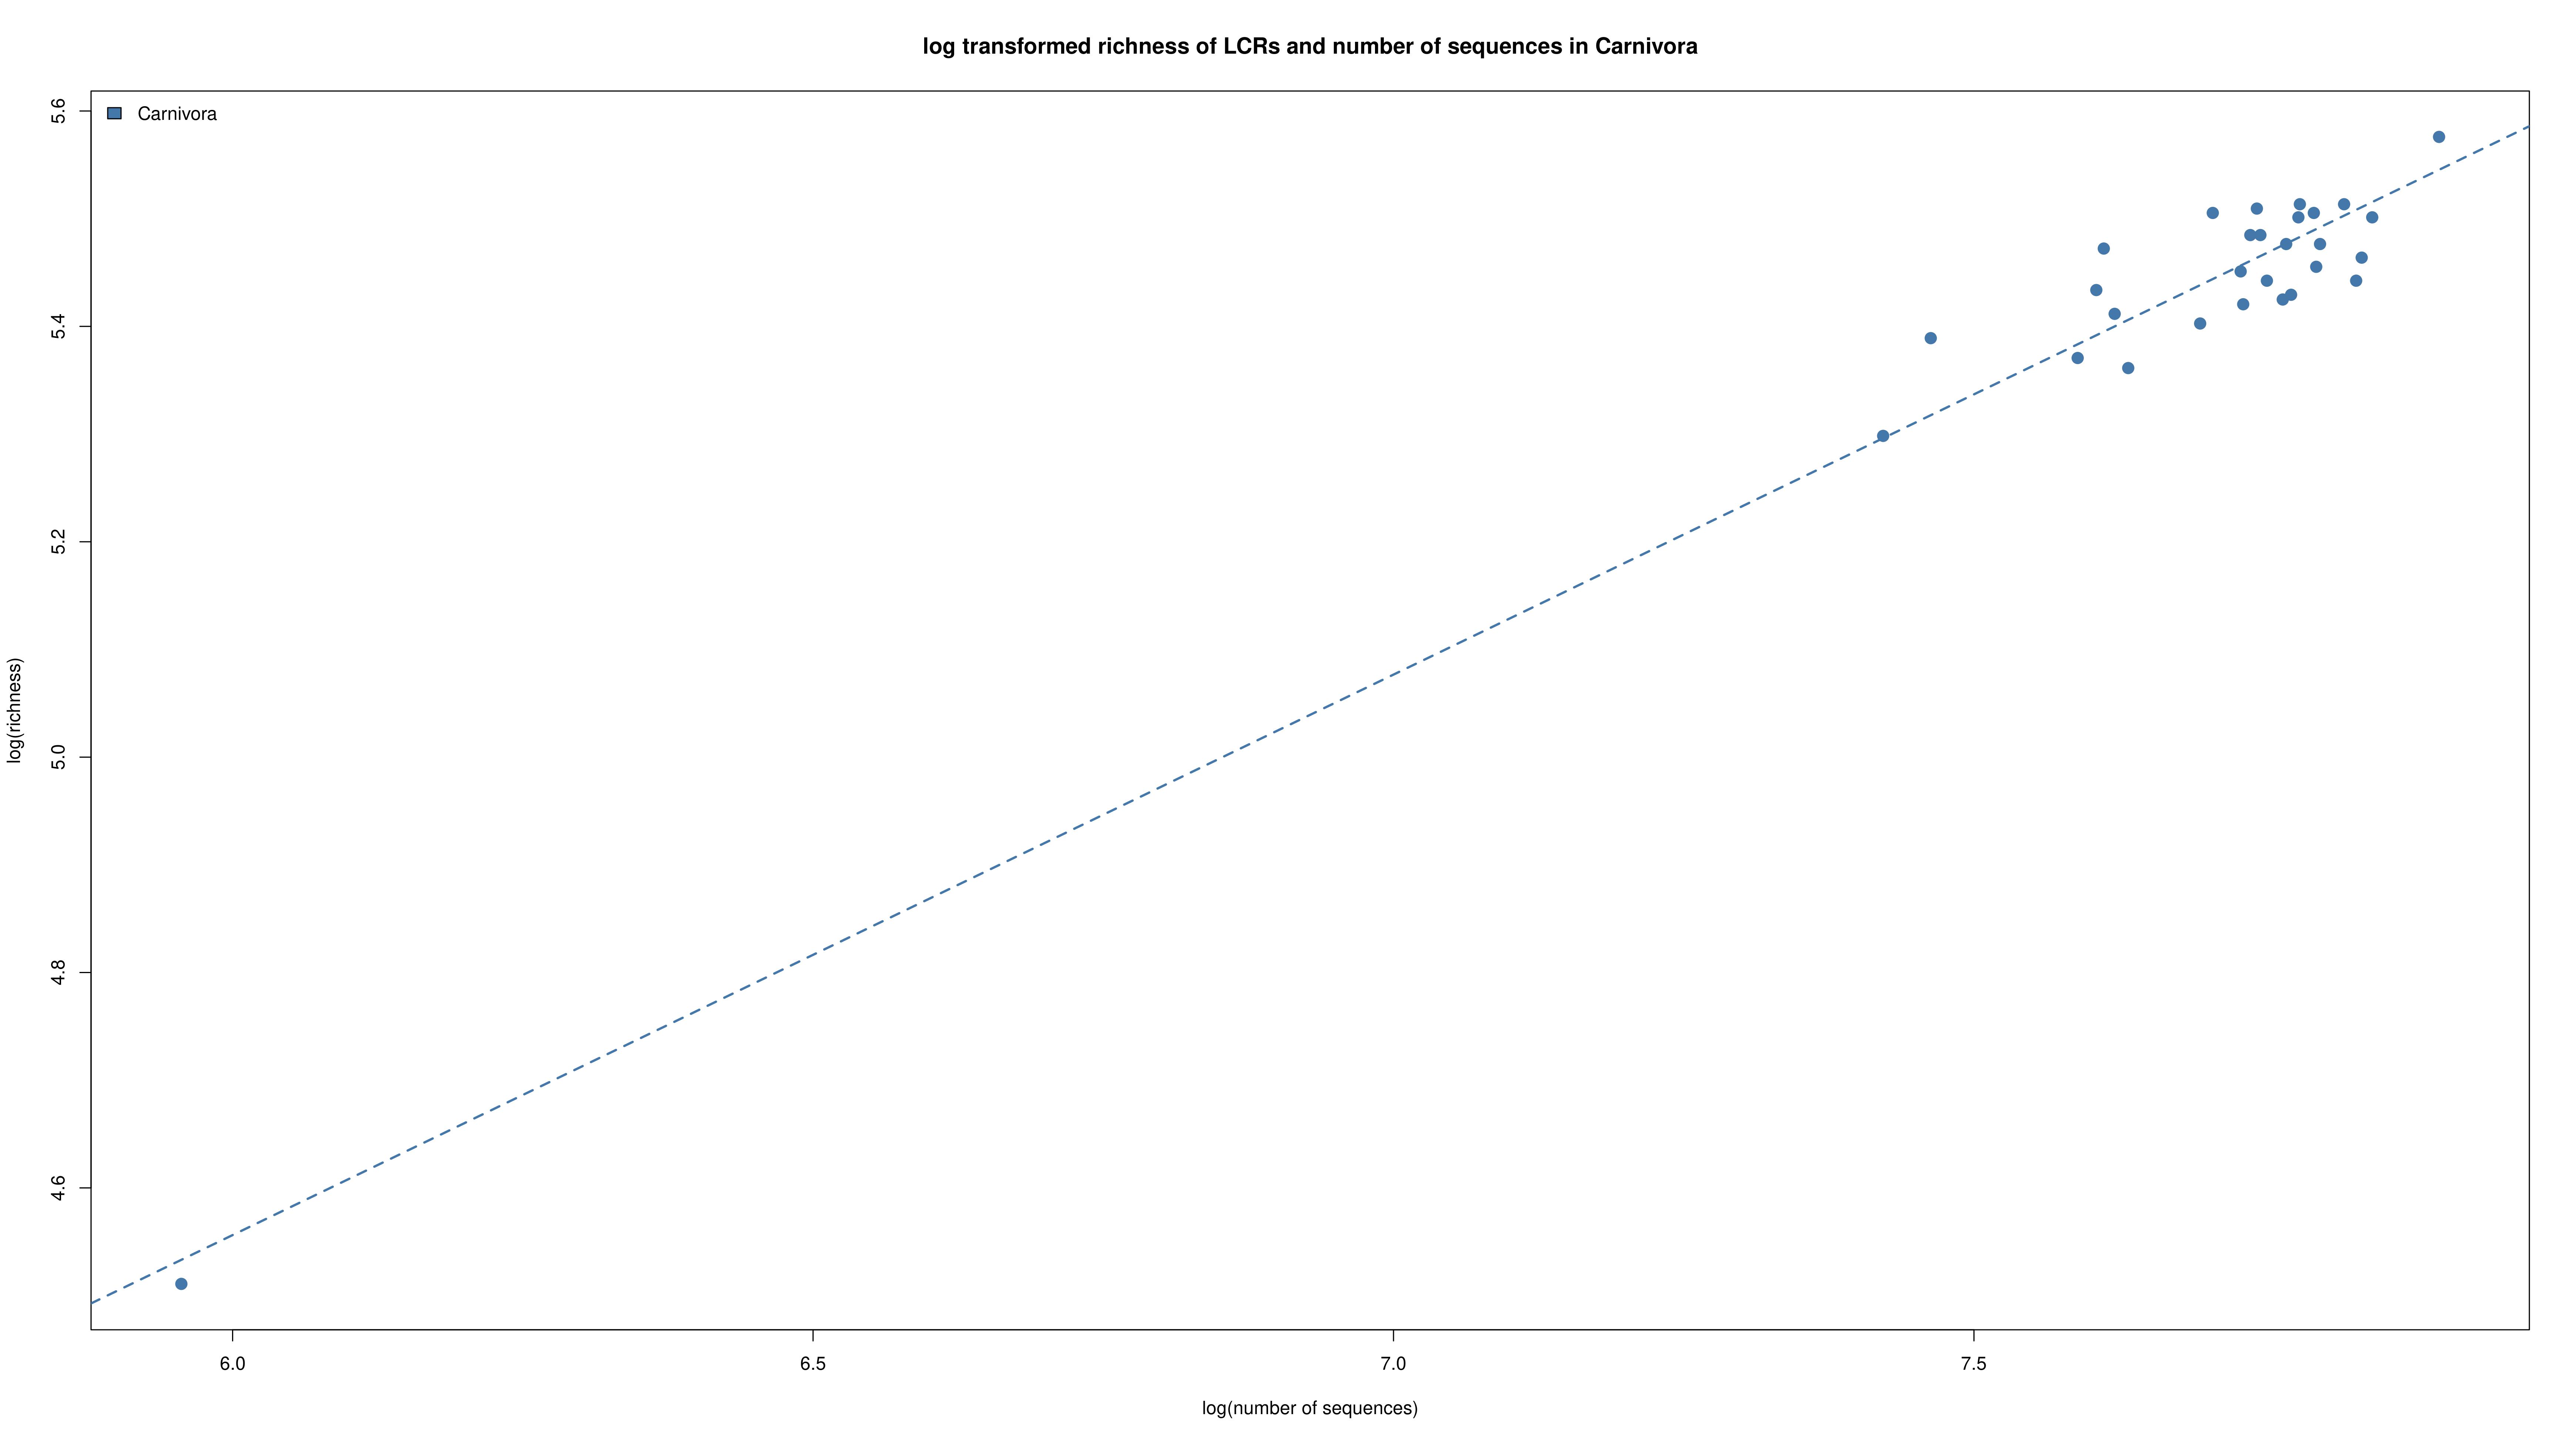 log transformed richness of LCRs and number of sequences in Carnivora
Carnivora
5.6
5.4
5.2
5.0
4.8
4.6
log(richness)
6.0 6.5 7.0 7.5
log(number of sequences)